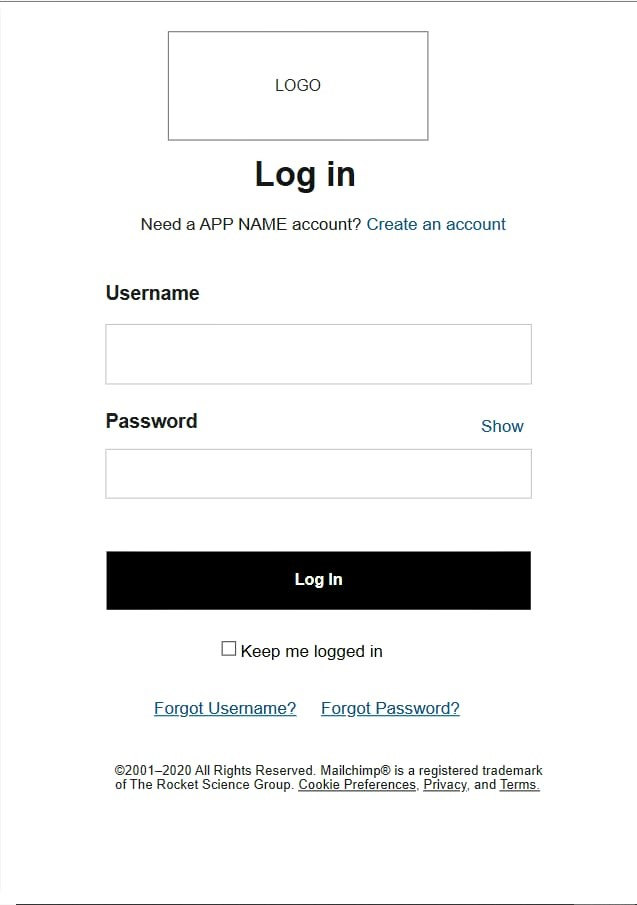 LOGO
Log in
Need a APP NAME account? Create an account
Username
Password
Show
Log In
Keep me logged in
Forgot Username? Forgot Password?
©2001–2020 All Rights Reserved. Mailchimp® is a registered trademark
of The Rocket Science Group. Cookie Preferences, Privacy, and Terms.